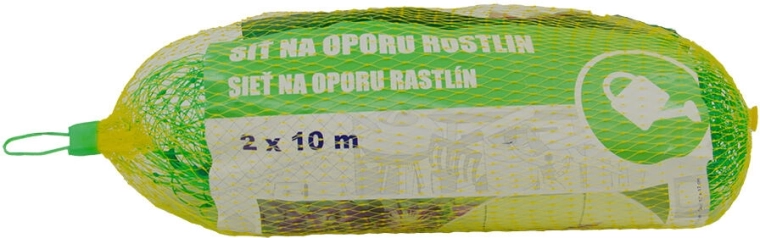 SÍŤ NA OPORU ROSTLIN
SIEŤ NA OPORU RASTLÍN
2 x 10 m